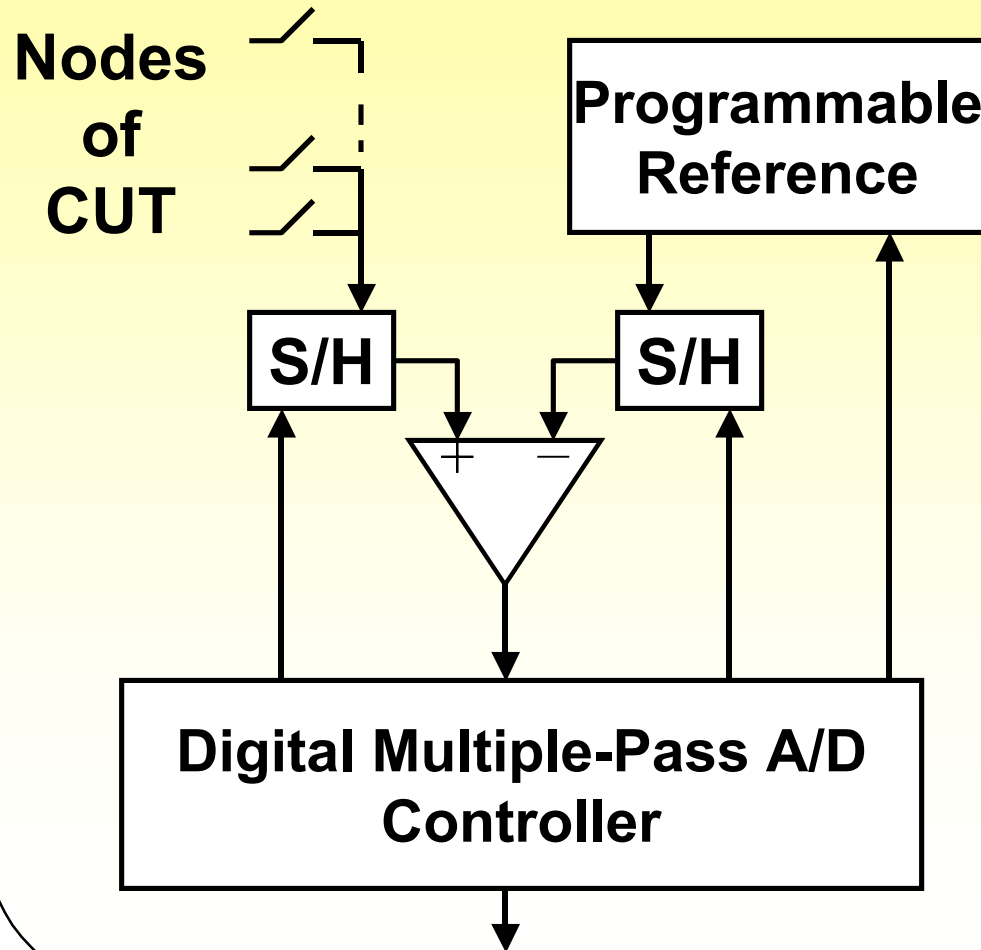 Nodes
of
CUT
Programmable
Reference
S/H
S/H
+
−
Digital Multiple-Pass A/D
Controller